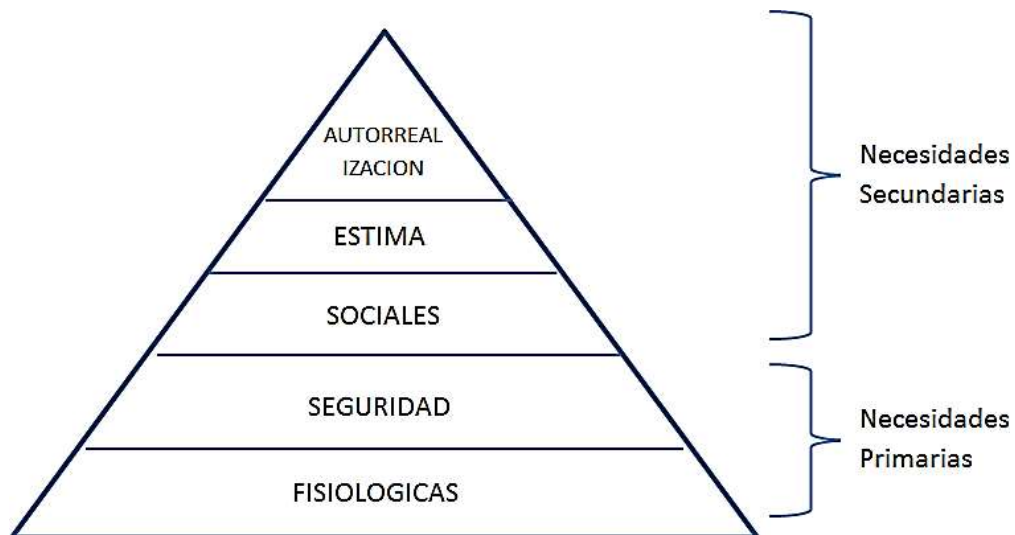 AUTORREAL
IZACION
ESTIMA
SOCIALES
SEGURIDAD
FISIOLOGICAS
Necesidades
Secundarias
Necesidades
Primarias